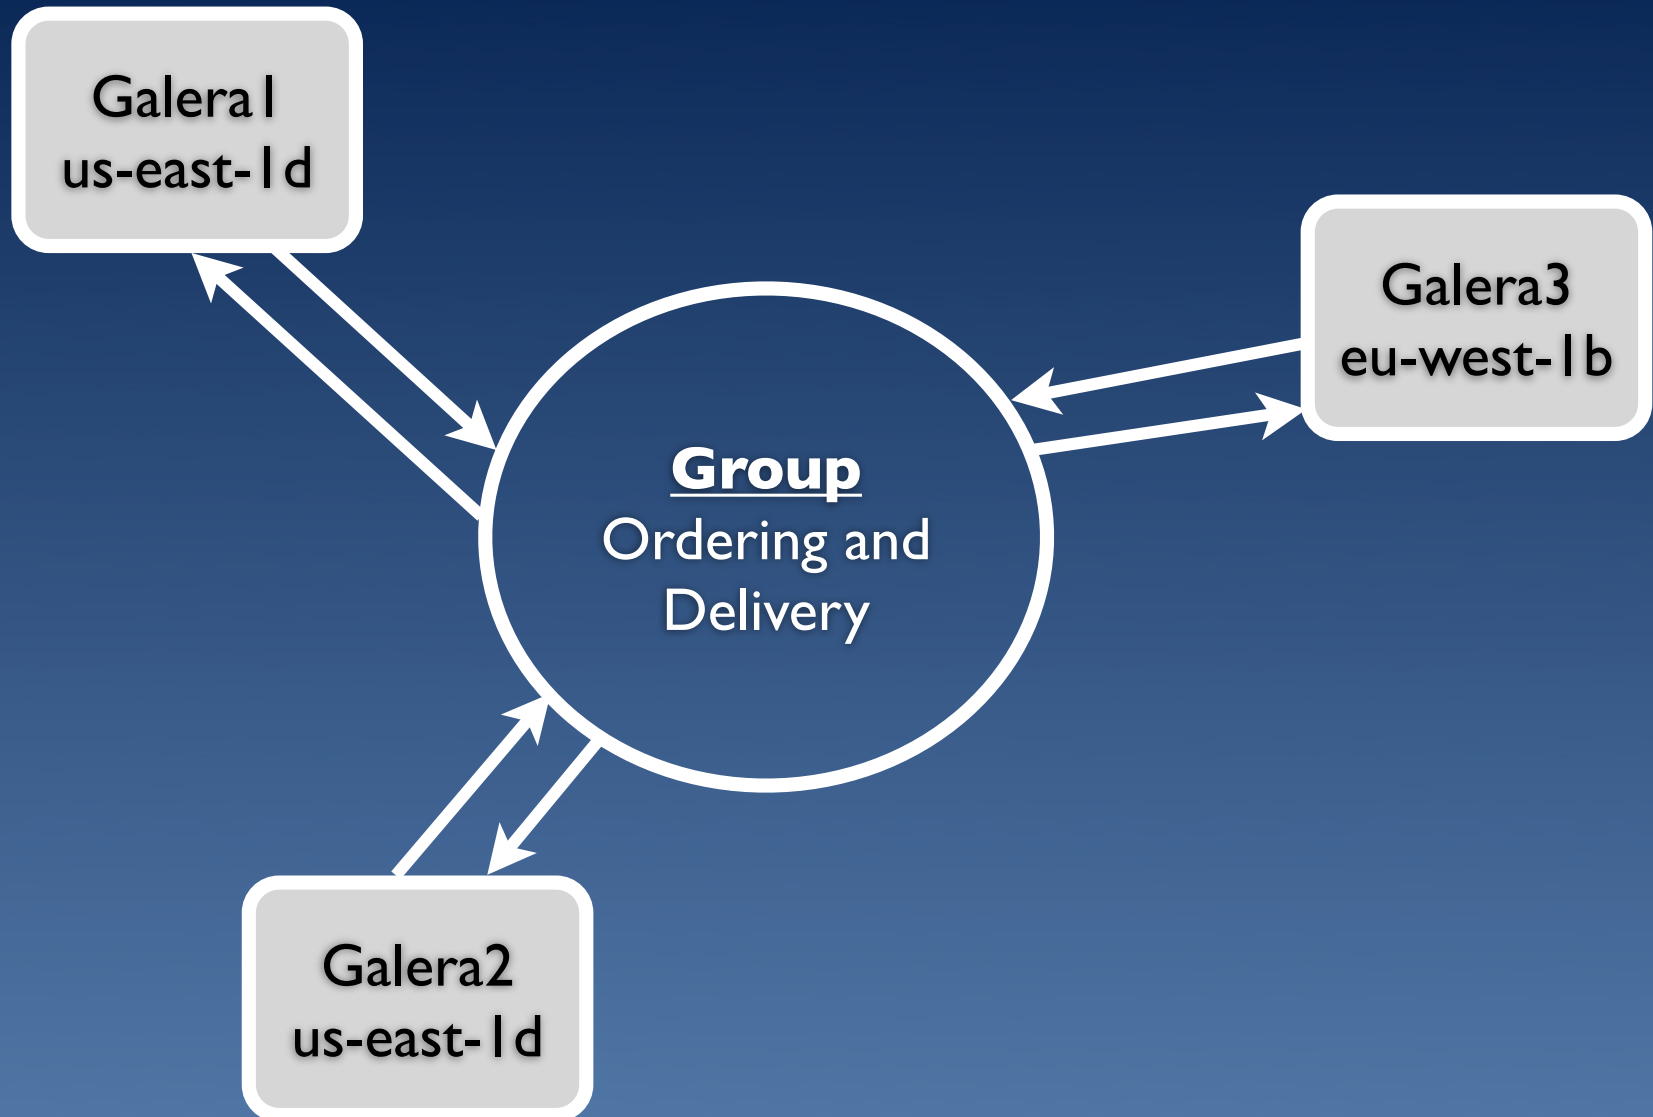 Galera1
us-east-1d
Galera3
eu-west-1b
Group
Ordering and
Delivery
Galera2
us-east-1d